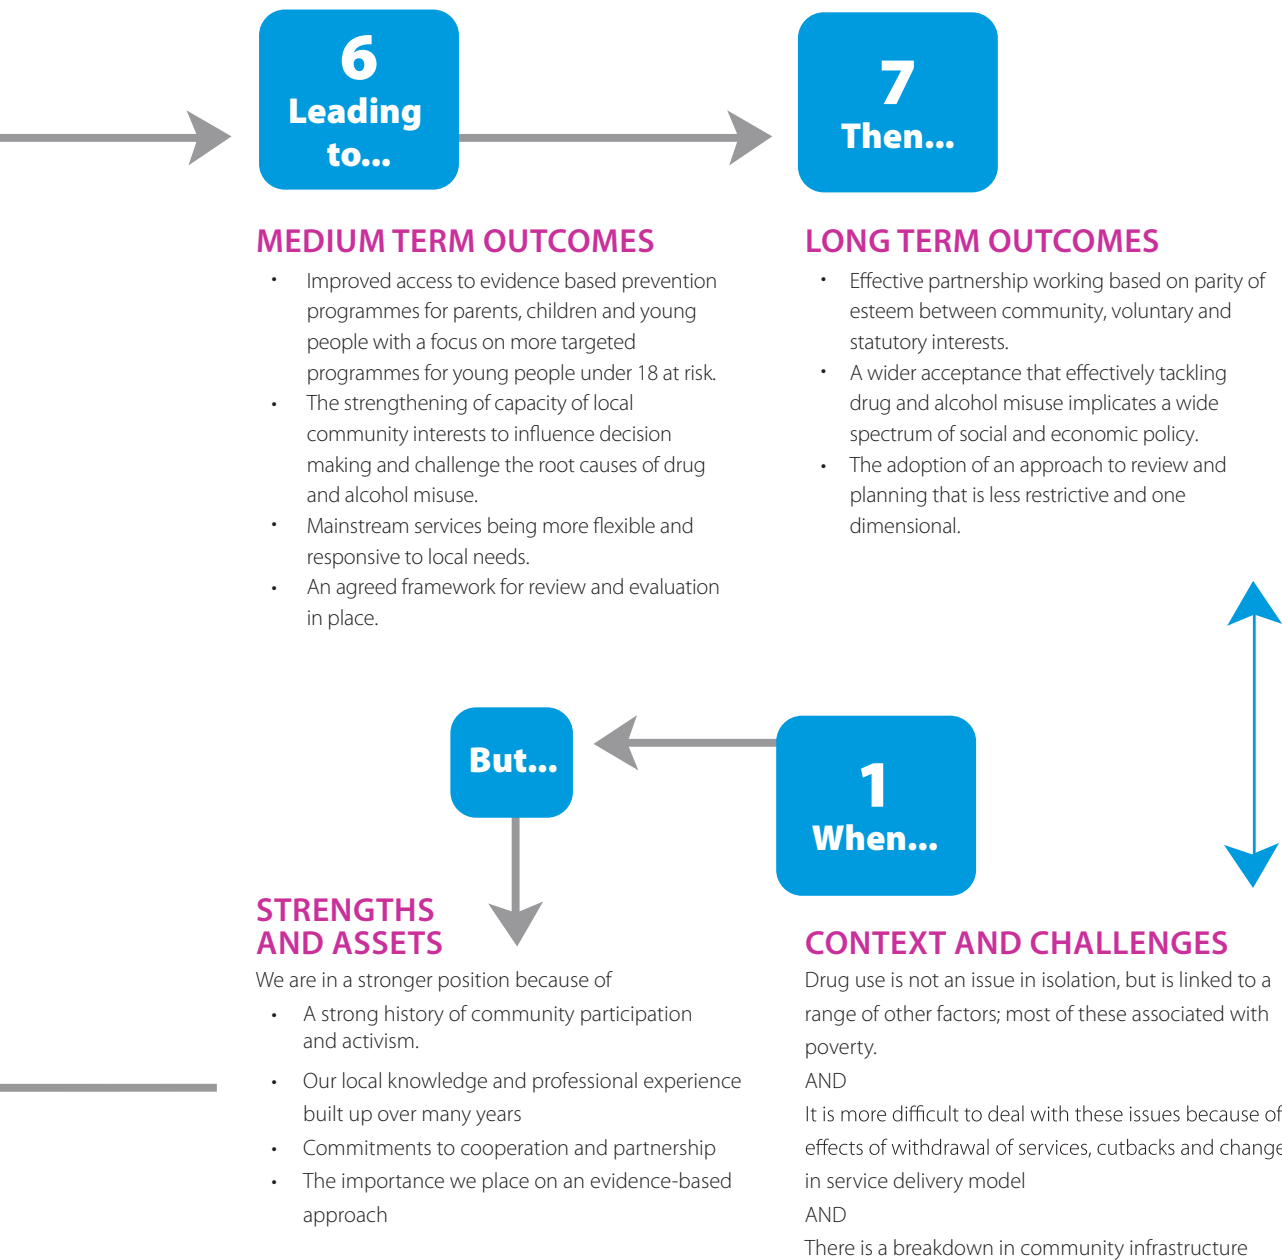 6
Leading
to...
7
Then...
MEDIUM TERM OUTCOMES
• Improved access to evidence based prevention
programmes for parents, children and young
people with a focus on more targeted
programmes for young people under 18 at risk.
• The strengthening of capacity of local
community interests to influence decision
making and challenge the root causes of drug
and alcohol misuse.
• Mainstream services being more flexible and
responsive to local needs.
• An agreed framework for review and evaluation
in place.
LONG TERM OUTCOMES
• Effective partnership working based on parity of
esteem between community, voluntary and
statutory interests.
• A wider acceptance that effectively tackling
drug and alcohol misuse implicates a wide
spectrum of social and economic policy.
• The adoption of an approach to review and
planning that is less restrictive and one
dimensional.
But...
1
When...
STRENGTHS
AND ASSETS
We are in a stronger position because of
• A strong history of community participation
and activism.
• Our local knowledge and professional experience
built up over many years
• Commitments to cooperation and partnership
• The importance we place on an evidence-based
approach
CONTEXT AND CHALLENGES
Drug use is not an issue in isolation, but is linked to a
range of other factors; most of these associated with
poverty.
AND
It is more difficult to deal with these issues because of
effects of withdrawal of services, cutbacks and change
in service delivery model
AND
There is a breakdown in community infrastructure